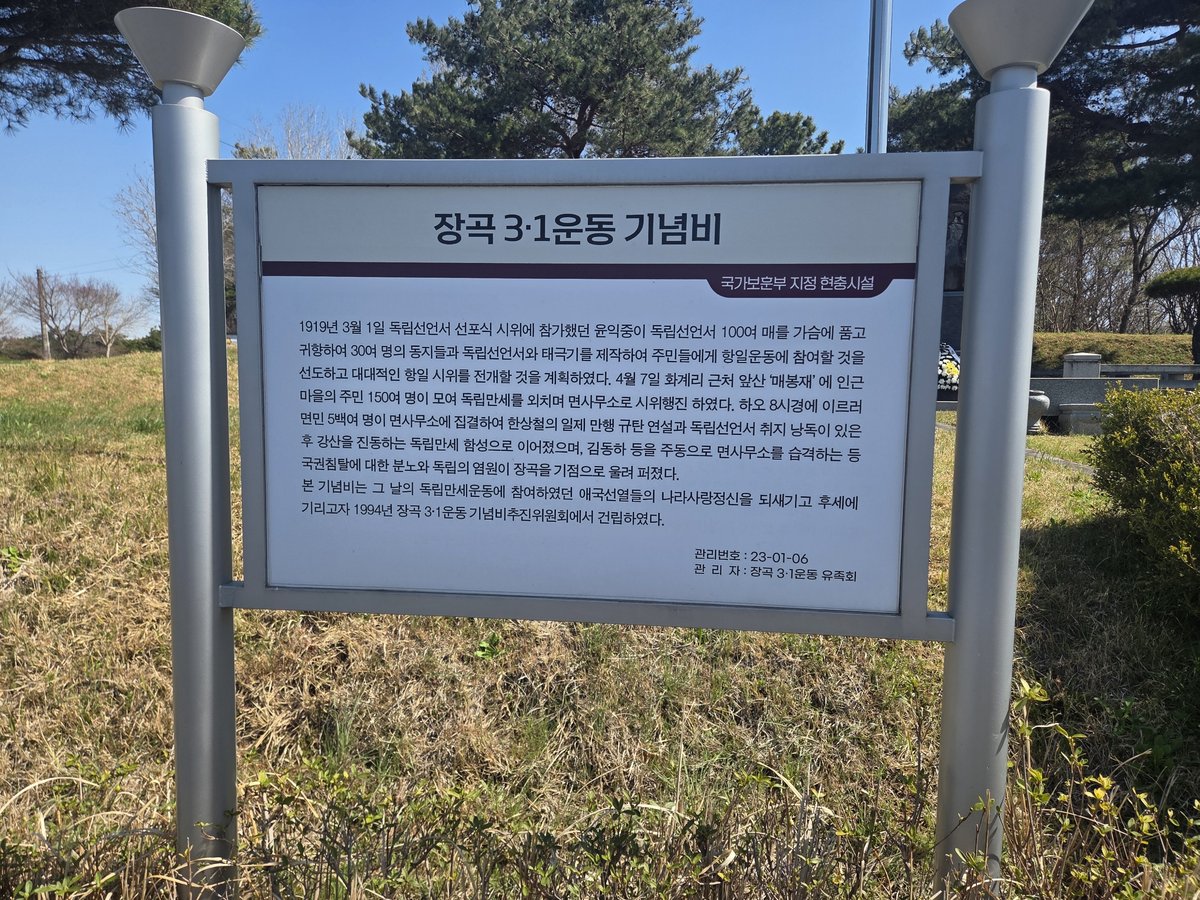 장곡 3·1운동 기념비
국가보훈부 지정 현충시설
1919년 3월 1일 독립선언서 선포식 시위에 참가했던 윤익중이 독립선언서 100여 매를 가슴에 품고
귀향하여 30여 명의 동지들과 독립선언서와 태극기를 제작하여 주민들에게 항일운동에 참여할 것을
선도하고 대대적인 항일 시위를 전개할 것을 계획하였다. 4월 7일 화계리 근처 앞산 '매봉재' 에 인근
마을의 주민 150여 명이 모여 독립만세를 외치며 면사무소로 시위행진 하였다. 하오 8시경에 이르러
면민 5백여 명이 면사무소에 집결하여 한상철의 일제 만행 규탄 연설과 독립선언서 취지 낭독이 있은
후 강산을 진동하는 독립만세 함성으로 이어졌으며, 김동하 등을 주동으로 면사무소를 습격하는 등
국권침탈에 대한 분노와 독립의 염원이 장곡을 기점으로 울려 퍼졌다.
본 기념비는 그 날의 독립만세운동에 참여하였던 애국선열들의 나라사랑정신을 되새기고 후세에
기리고자 1994년 장곡 3·1운동 기념비추진위원회에서 건립하였다.
관리번호 : 23-01-06
관 리 자 : 장곡 3·1운동 유족회